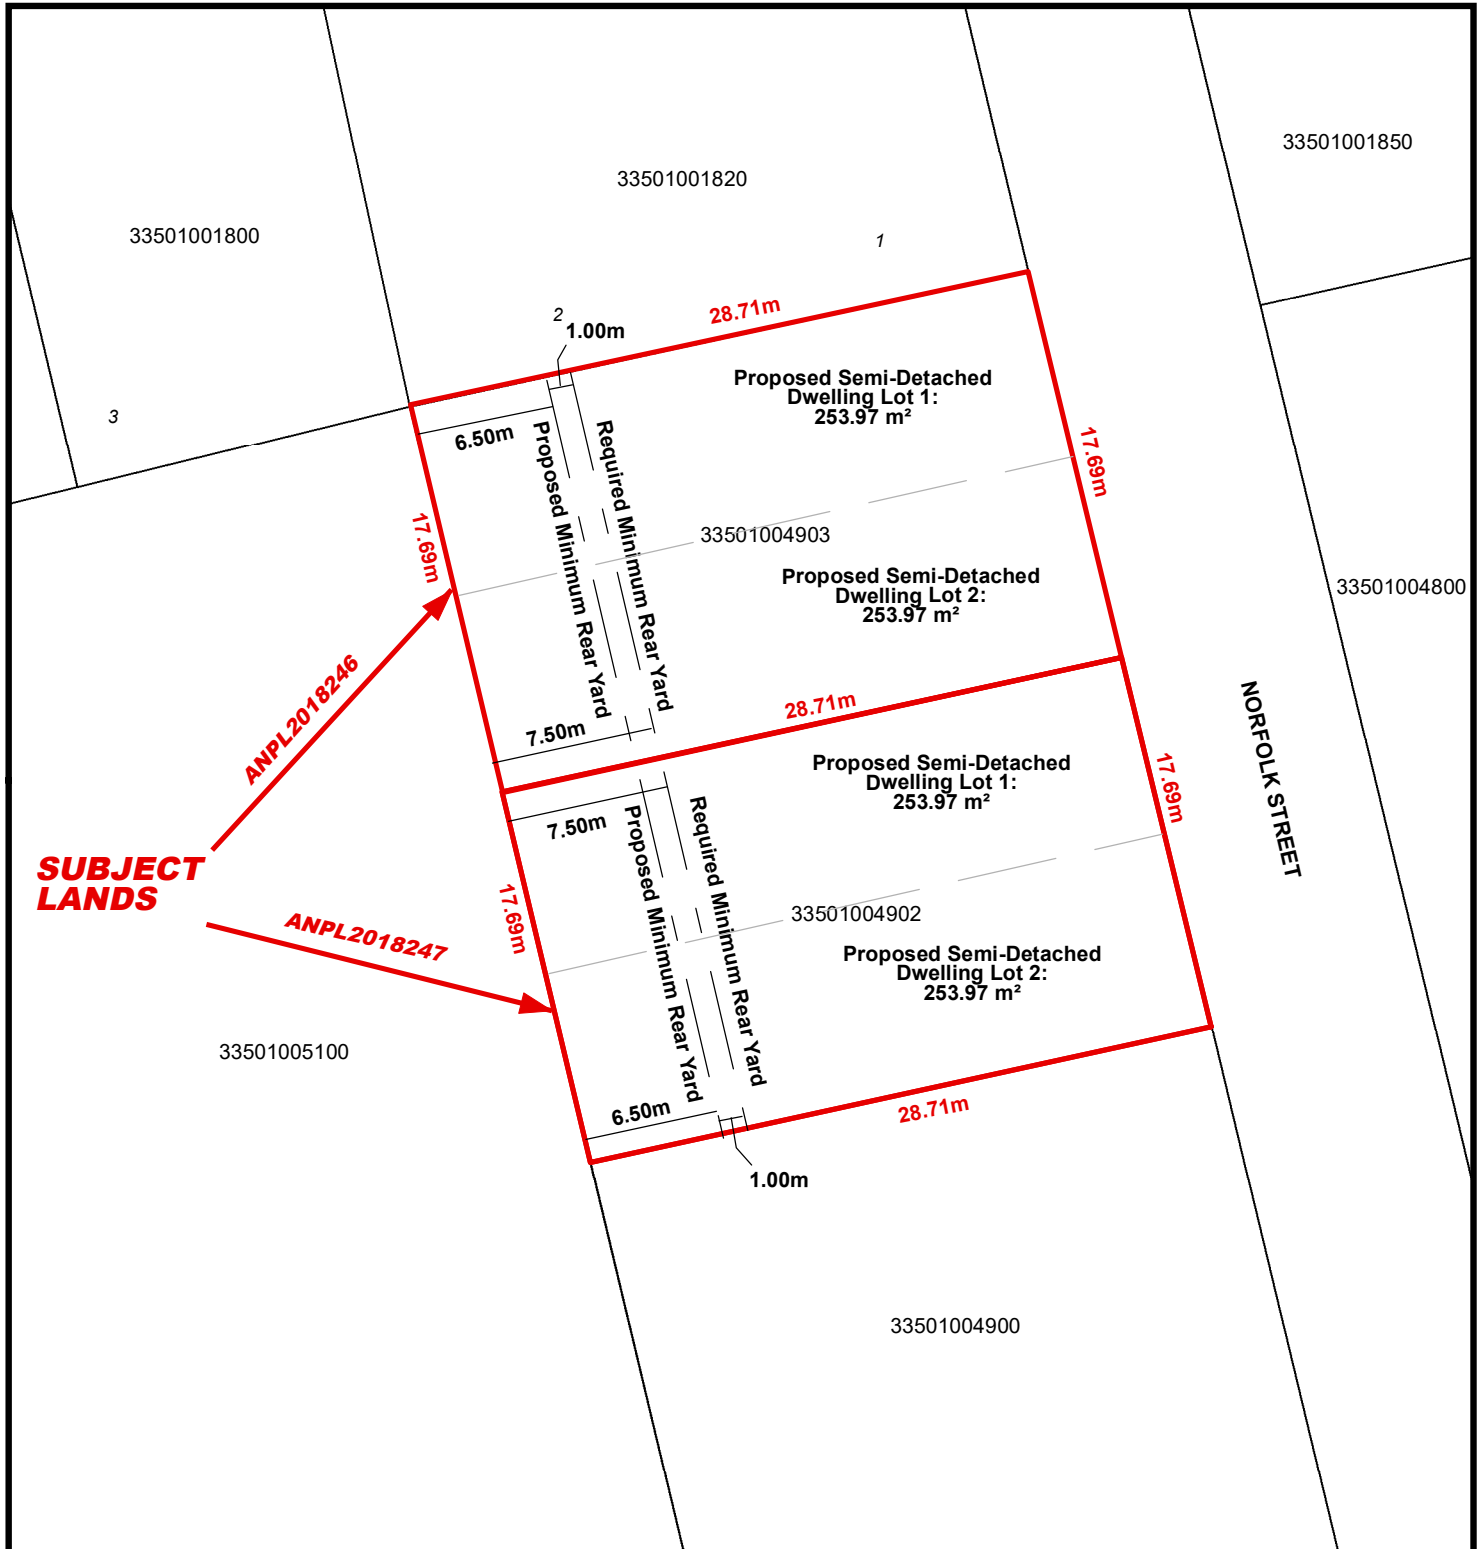 33501001850
33501001820
33501001800
1
2
1.00m
28.71m
Proposed Semi-Detached
Dwelling Lot 1:
253.97 m²
3
6.50m
Proposed Minimum Rear Yard
Required Minimum Rear Yard
17.69m
17.69m
33501004903
Proposed Semi-Detached
Dwelling Lot 2:
253.97 m²
33501004800
ANPL2018246
7.50m
28.71m
NORFOLK STREET
Proposed Semi-Detached
Dwelling Lot 1:
253.97 m²
17.69m
7.50m
Proposed Minimum Rear Yard
Required Minimum Rear Yard
SUBJECT
LANDS
17.69m
ANPL2018247
33501004902
Proposed Semi-Detached
Dwelling Lot 2:
253.97 m²
33501005100
6.50m
28.71m
1.00m
33501004900